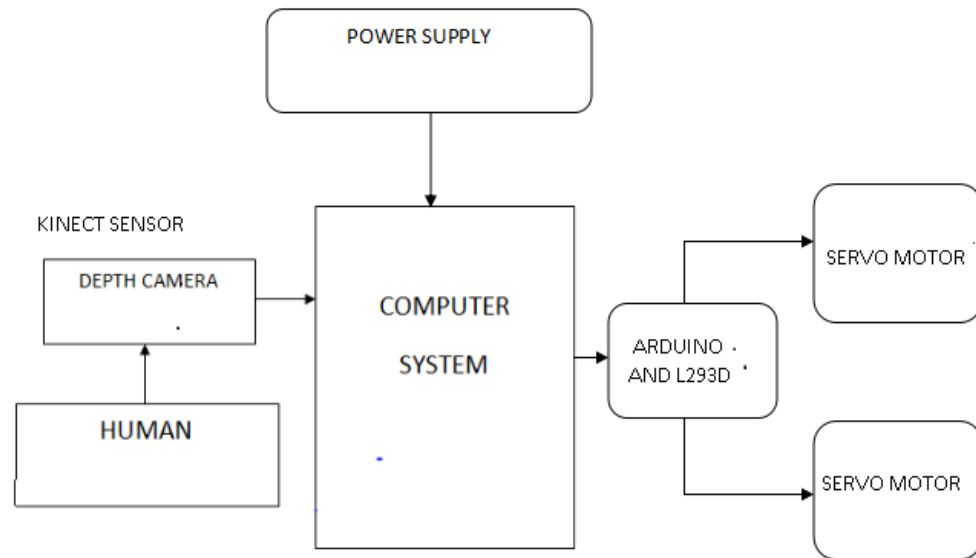 POWER SUPPLY
KINECT SENSOR
DEPTH CAMERA
HUMAN
COMPUTER
SYSTEM
ARDUINO
AND L293D
SERVO MOTOR
SERVO MOTOR